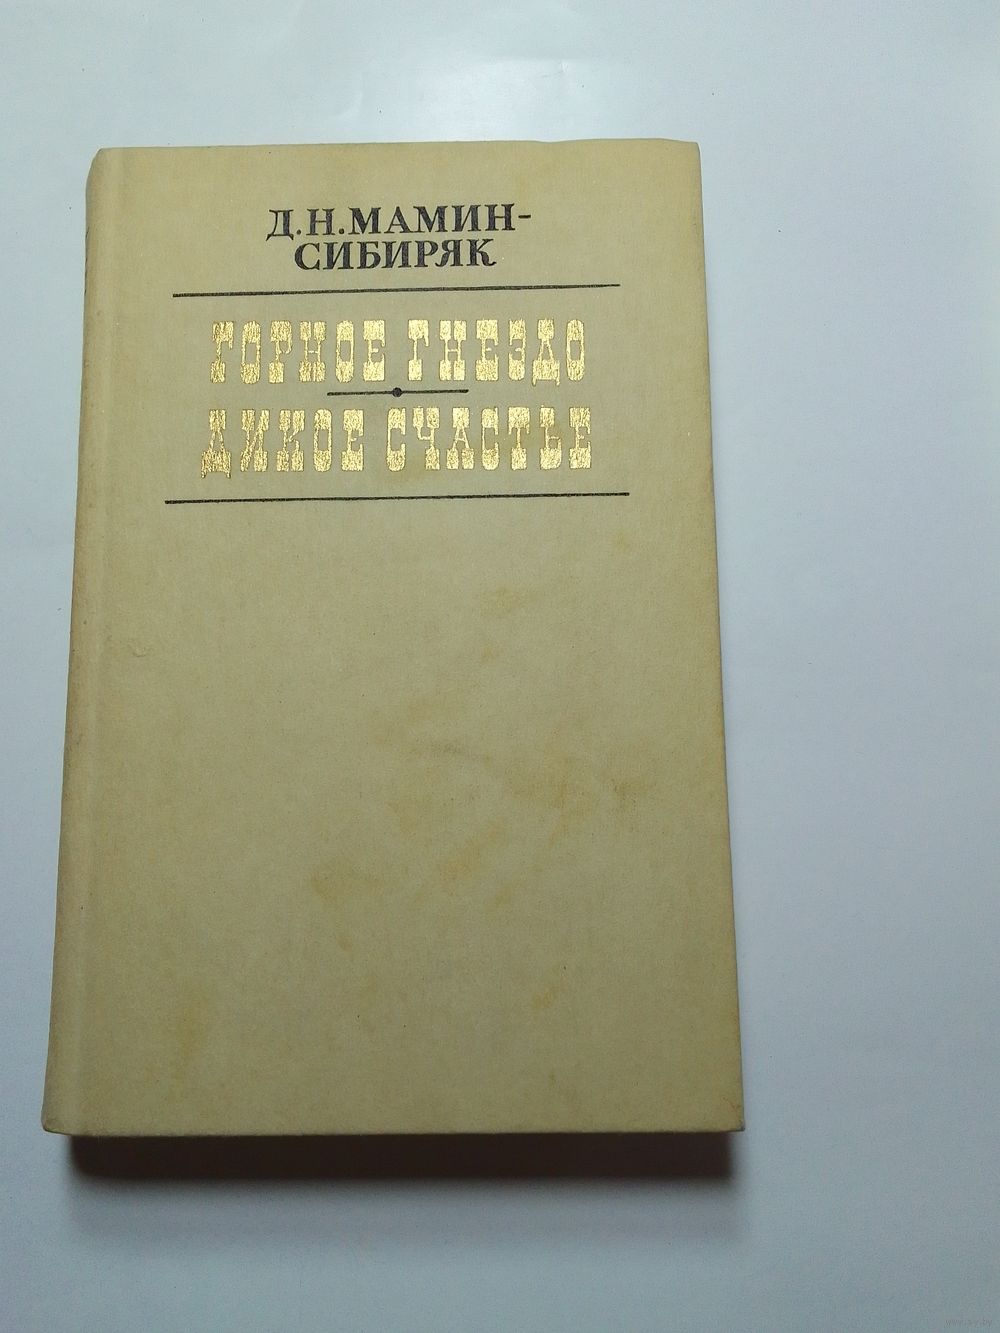 Д.Н.МАМИН-
СИБИРЯК
ГОРНОЕ ГНЕЗДО
ДИКОЕ СЧАСТЬЕ